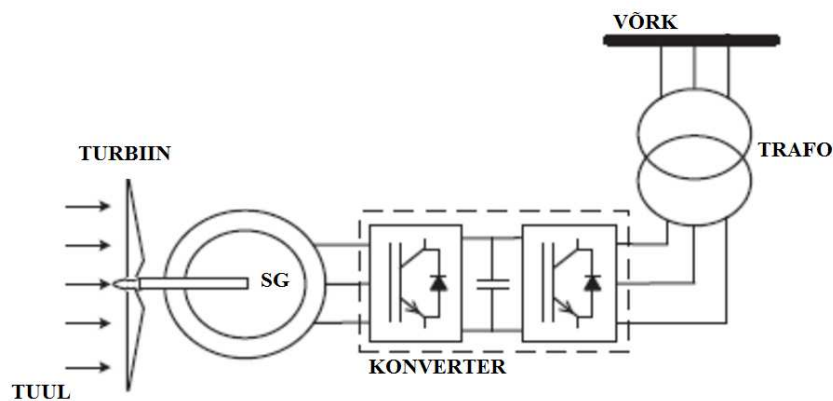 VÕRK
TURBIIN
TRAFO
SG
KONVERTER
TUUL